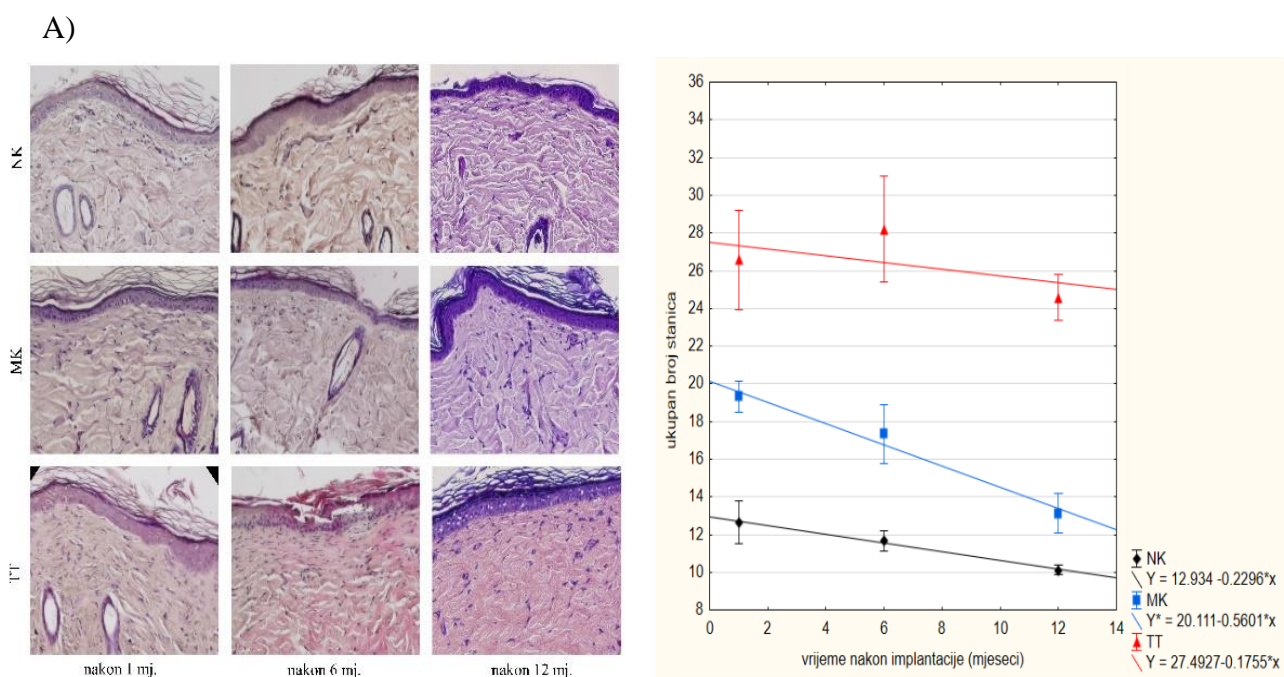 A)
NK
MK
TT
nakon 1 mj.
nakon 6 mj.
nakon 12 mj.
ukupan broj stanica
36
34
32
30
28
26
24
22
20
18
16
14
12
10
8
0 2 4 6 8 10 12 14
vrijeme nakon implantacije (mjeseci)
NK
Y = 12.934 -0.2296*x
MK
Y* = 20.111-0.5601*x
TT
Y = 27.4927-0.1755*x